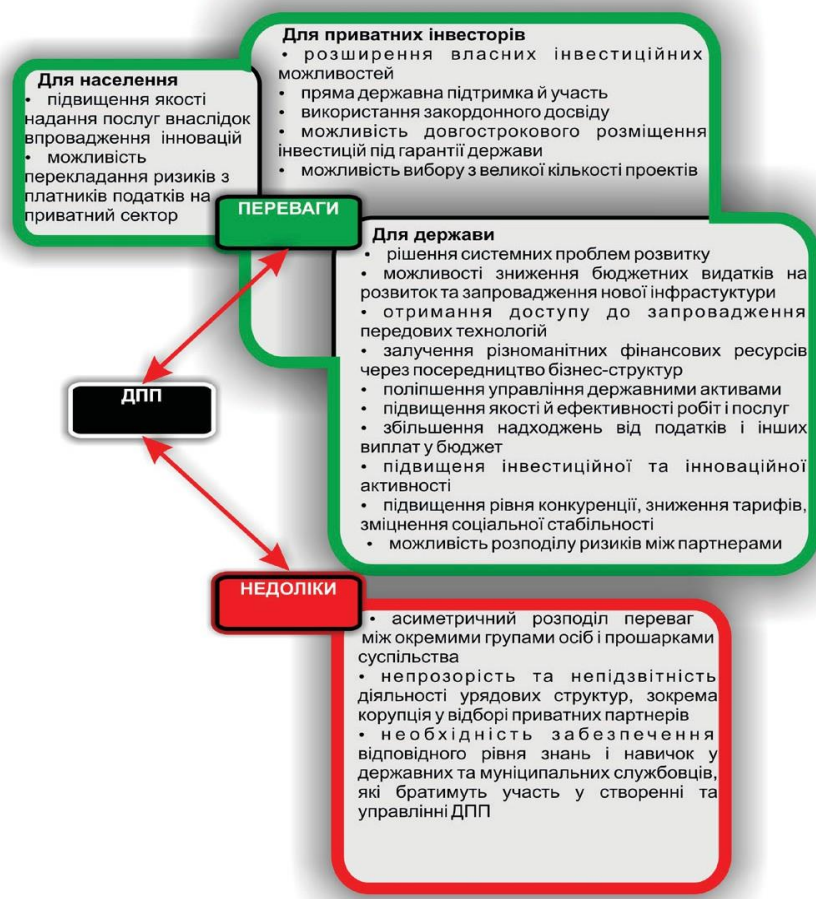 Для населення
• підвищення якості
надання послуг внаслідок
впровадження інновацій
• можливість
перекладання ризиків з
платників податків на
приватний сектор
Для приватних інвесторів
• розширення власних інвестиційних
можливостей
• пряма державна підтримка й участь
• використання закордонного досвіду
• можливість довгострокового розміщення
інвестицій під гарантії держави
• можливість вибору з великої кількості проектів
ПЕРЕВАГИ
Для держави
• рішення системних проблем розвитку
• можливості зниження бюджетних видатків на
розвиток та запровадження нової інфрастуктури
• отримання доступу до запровадження
передових технологій
• залучення різноманітних фінансових ресурсів
через посередництво бізнес-структур
• поліпшення управління державними активами
• підвищення якості й ефективності робіт і послуг
• збільшення надходжень від податків і інших
виплат у бюджет
• підвищеня інвестиційної та інноваційної
активності
• підвищення рівня конкуренції, зниження тарифів,
зміцнення соціальної стабільності
• можливість розподілу ризиків між партнерами
ДПП
НЕДОЛІКИ
• асиметричний розподіл переваг
між окремими групами осіб і прошарками
суспільства
• непрозорість та непідзвітність
діяльності урядових структур, зокрема
корупція у відборі приватних партнерів
• необхідність забезпечення
відповідного рівня знань і навичок у
державних та муніципальних службовців,
які братимуть участь у створенні та
управлінні ДПП